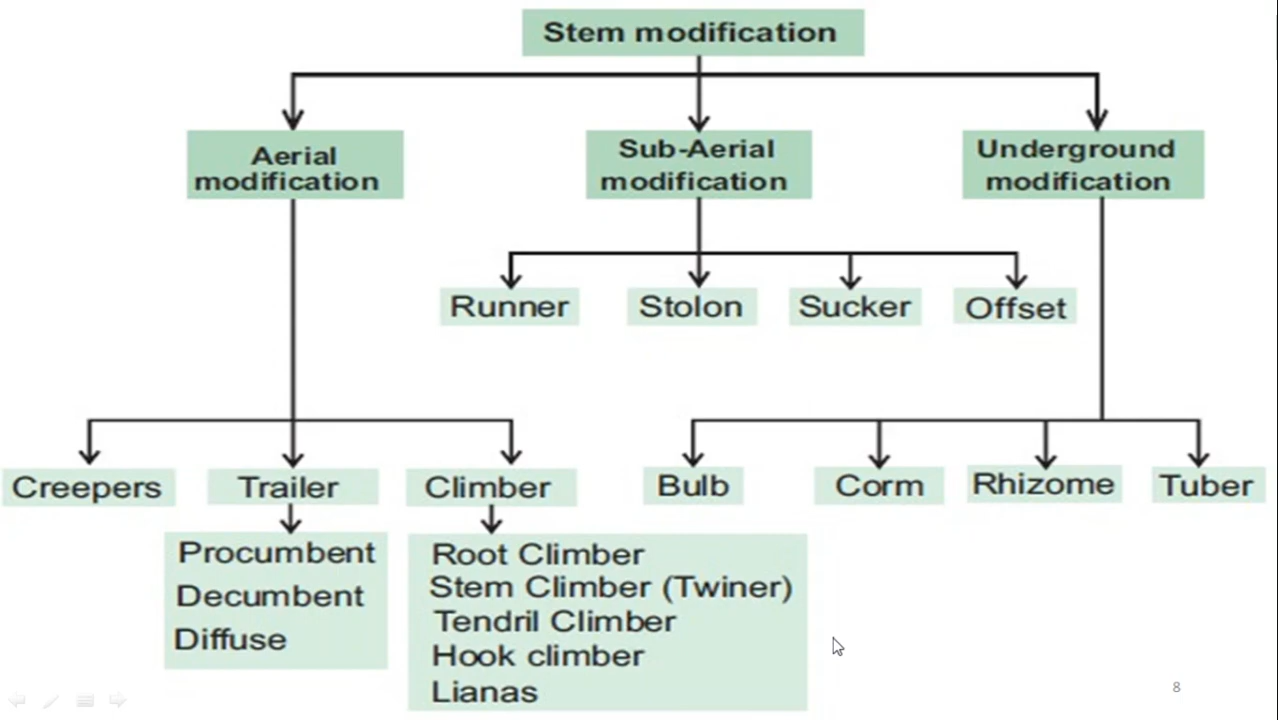 Stem modification
Aerial
modification
Sub-Aerial
modification
Underground
modification
Runner
Stolon
Sucker
Offset
Creepers
Trailer
Climber
Bulb
Corm
Rhizome
Tuber
Procumbent
Decumbent
Diffuse
Root Climber
Stem Climber (Twiner)
Tendril Climber
Hook climber
Lianas
8